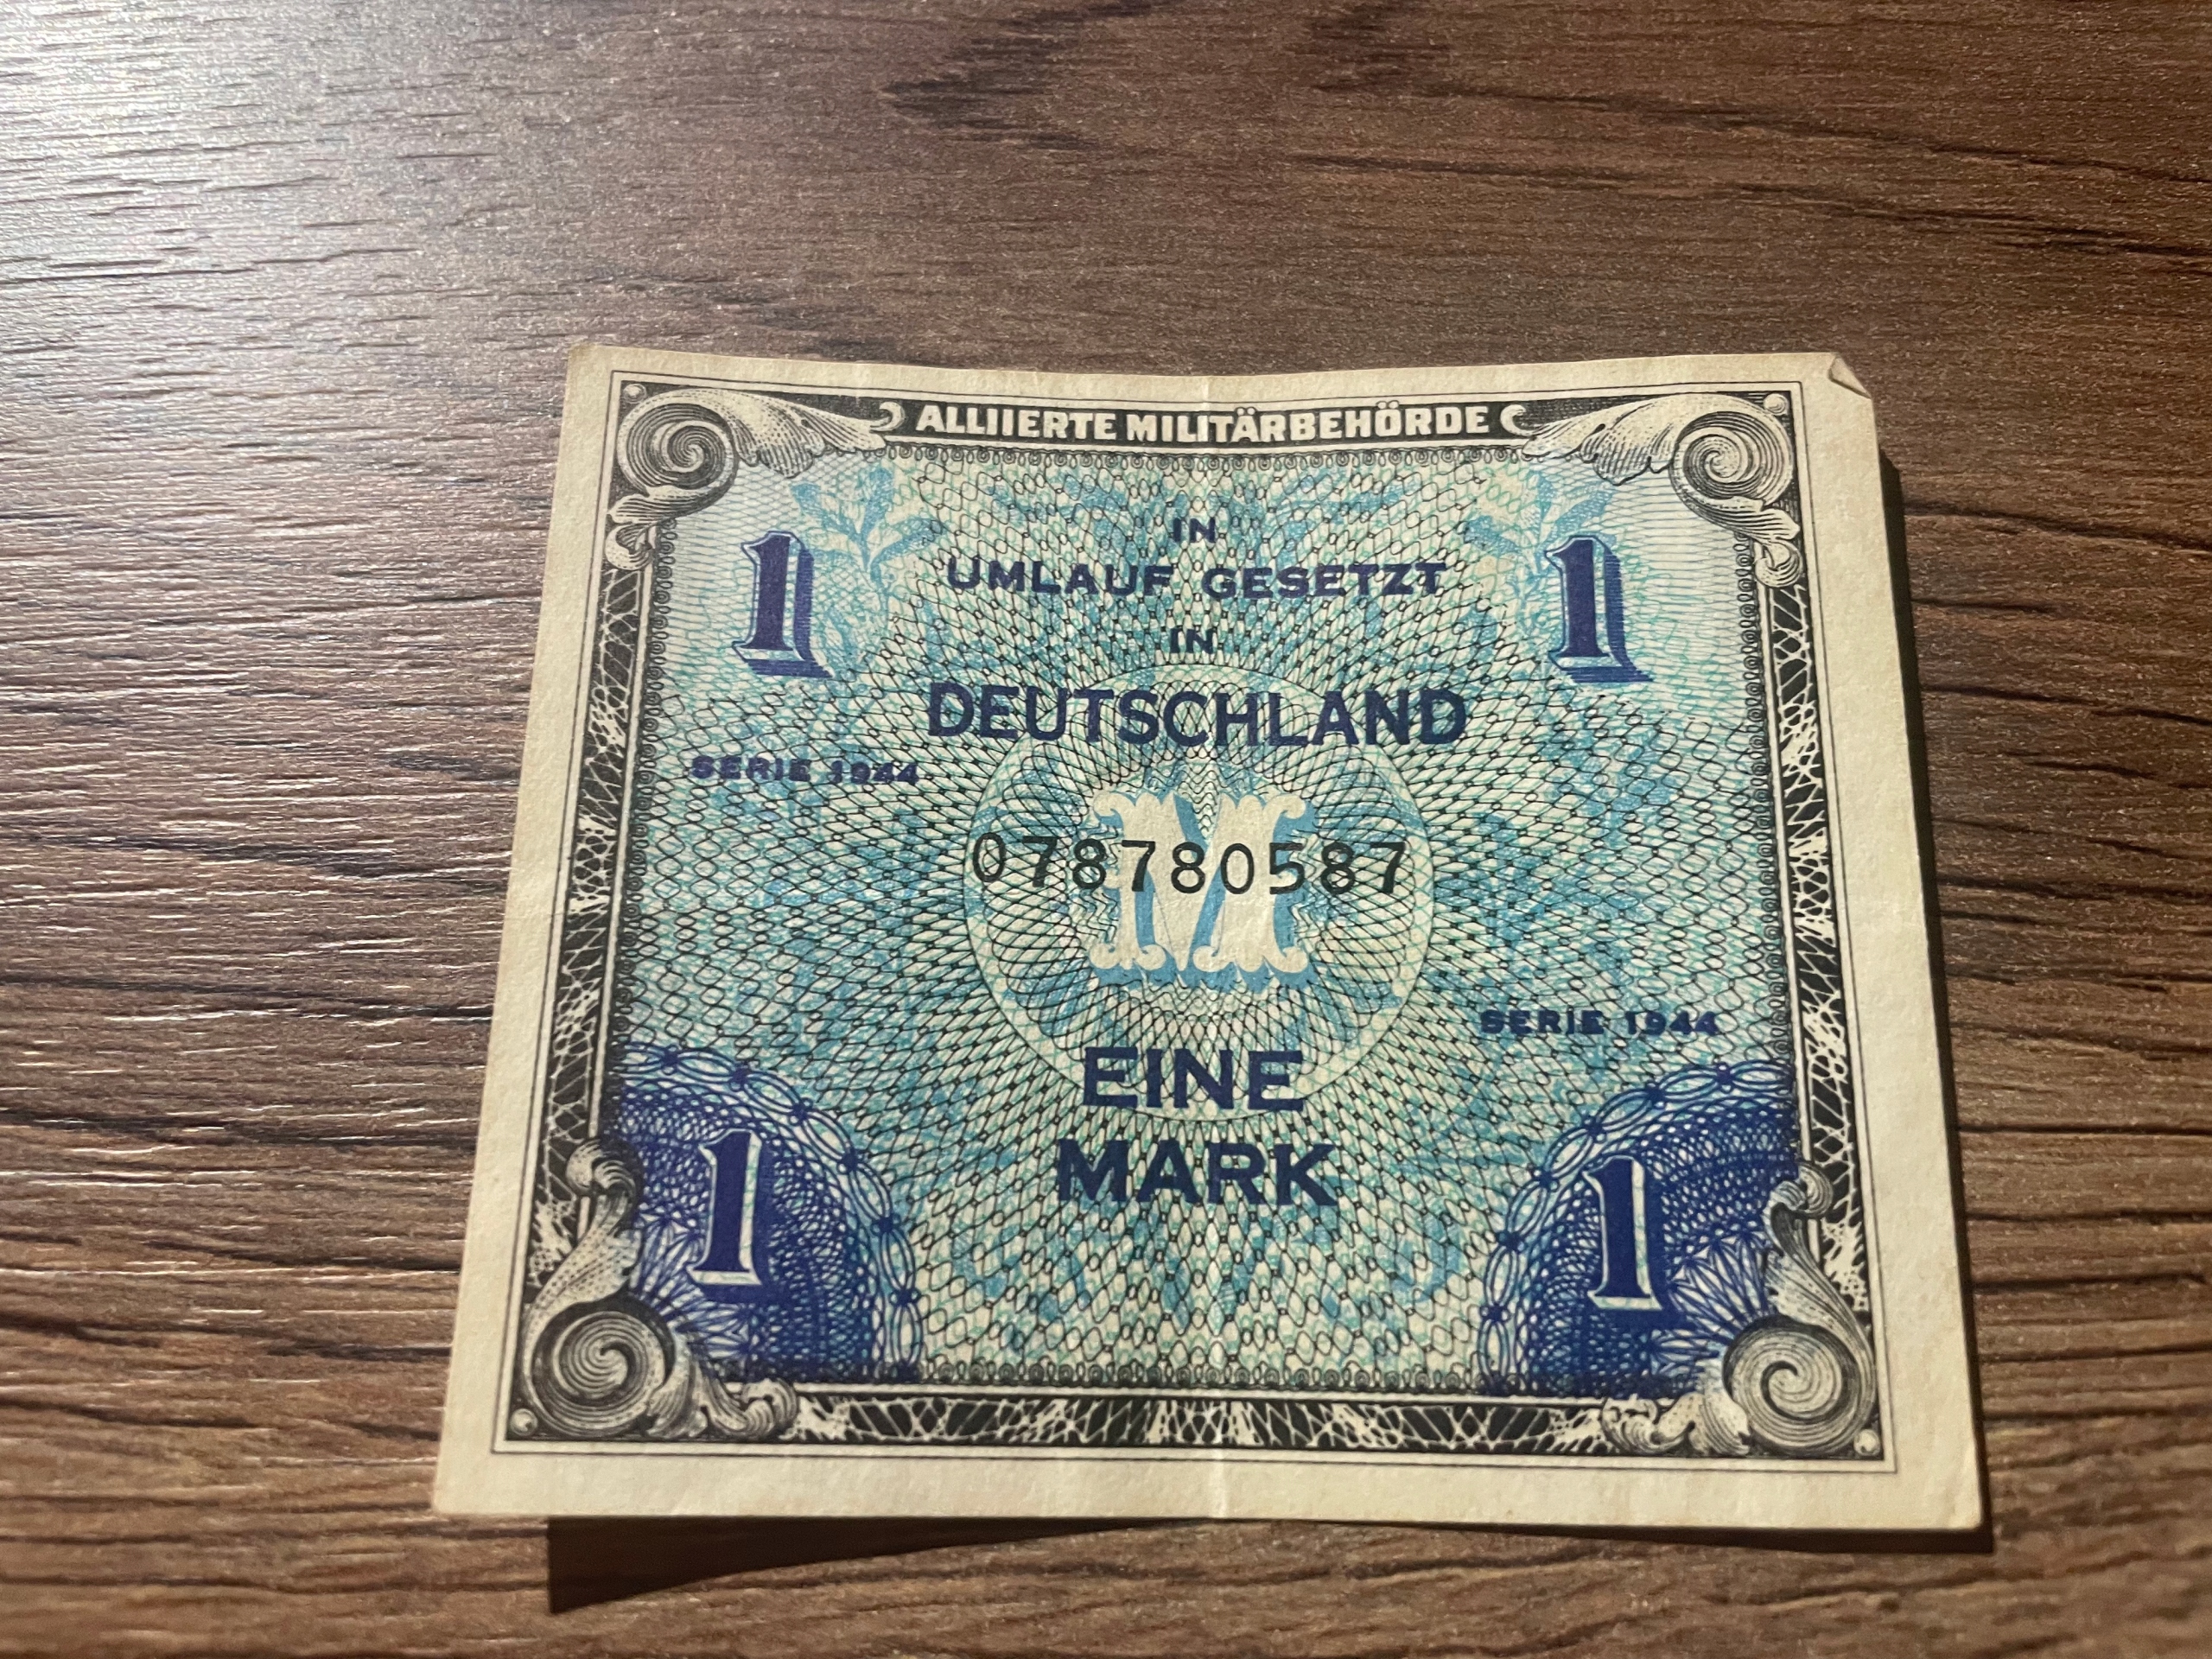 ALLIIERTE MILITÄRBEHÖRDE
IN
1 UMLAUF GESETZT 1
IN
DEUTSCHLAND
SERIE 1944
M
078780587
SERIE 1944
EINE
MARK
1 1